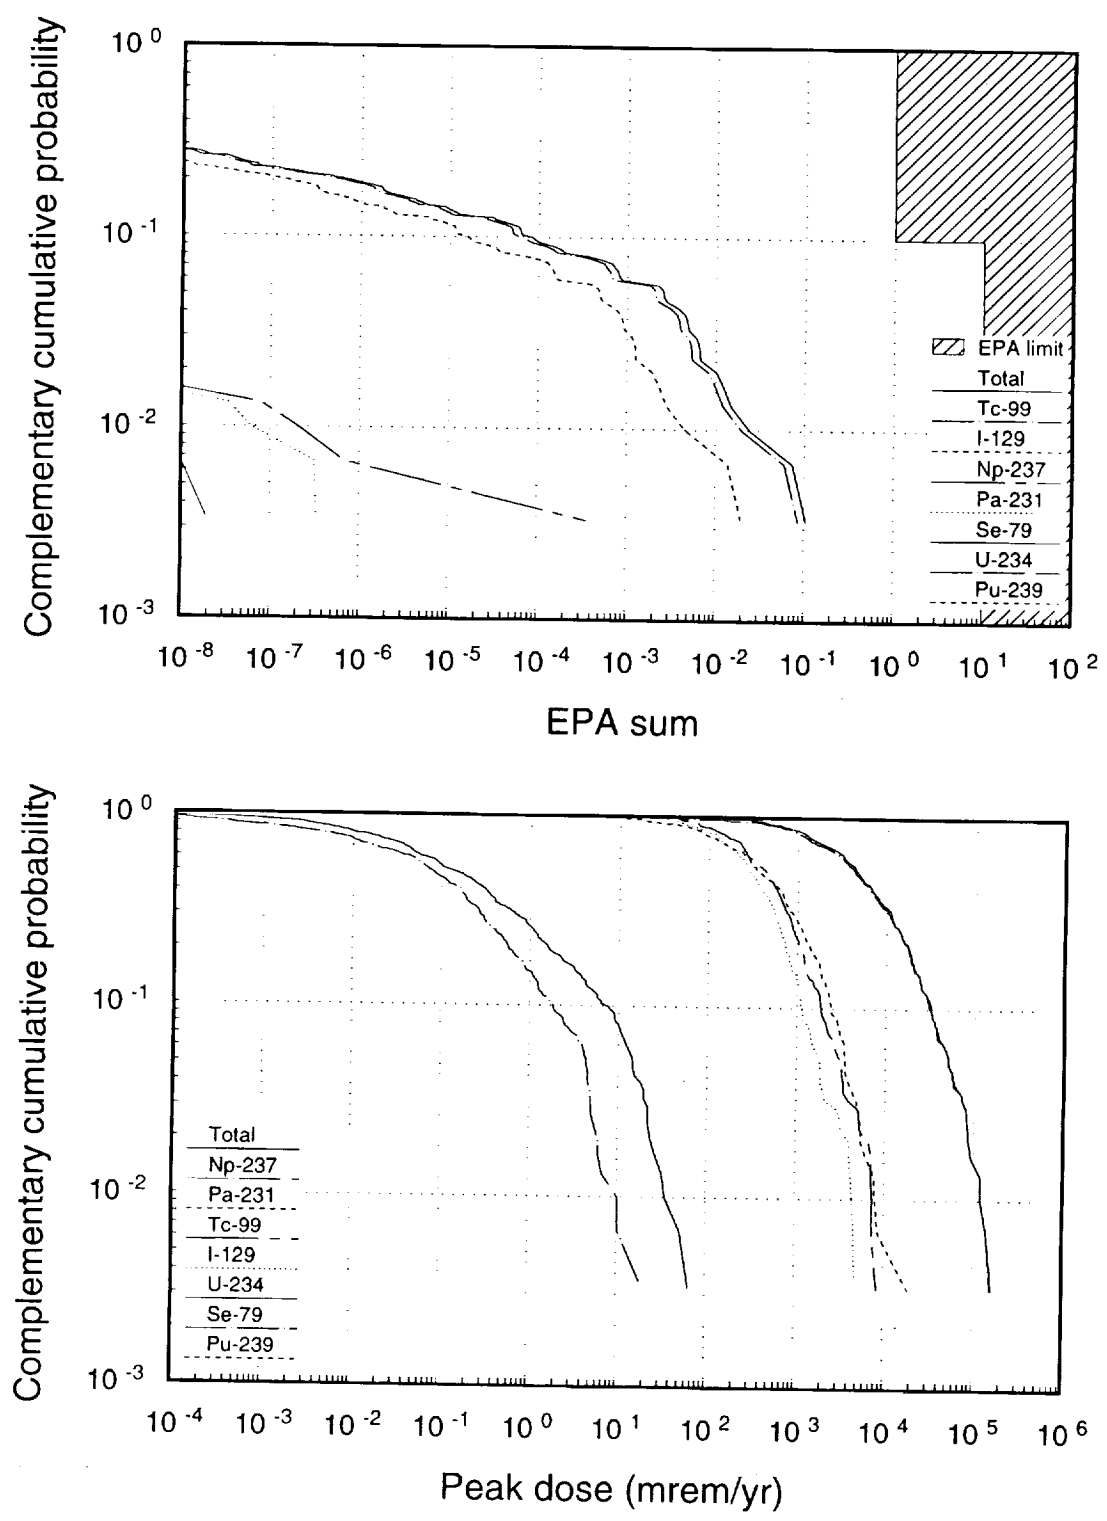 Complementary cumulative probability
10^0
10^-1
10^-2
10^-3
EPA limit
Total
Tc-99
I-129
Np-237
Pa-231
Se-79
U-234
Pu-239
10^-8 10^-7 10^-6 10^-5 10^-4 10^-3 10^-2 10^-1 10^0 10^1 10^2
EPA sum
Complementary cumulative probability
10^0
10^-1
10^-2
10^-3
Total
Np-237
Pa-231
Tc-99
I-129
U-234
Se-79
Pu-239
10^-4 10^-3 10^-2 10^-1 10^0 10^1 10^2 10^3 10^4 10^5 10^6
Peak dose (mrem/yr)